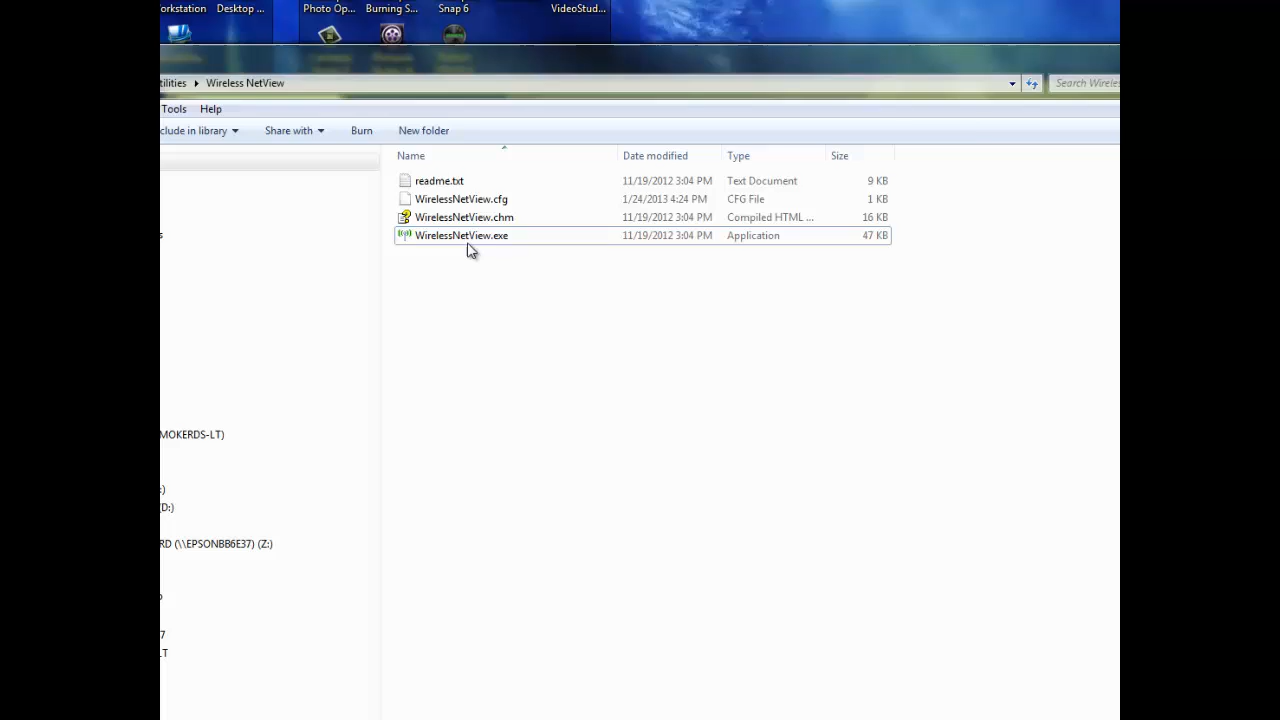 orkstation Desktop ... Photo Op... Burning S... Snap 6 VideoStud...
tilities ▸ Wireless NetView Search Wireles
Tools Help
clude in library Share with Burn New folder
Name Date modified Type Size
readme.txt 11/19/2012 3:04 PM Text Document 9 KB
WirelessNetView.cfg 1/24/2013 4:24 PM CFG File 1 KB
WirelessNetView.chm 11/19/2012 3:04 PM Compiled HTML ... 16 KB
WirelessNetView.exe 11/19/2012 3:04 PM Application 47 KB
MOKERDS-LT)
:)
(D:)
RD (\\EPSONBB6E37) (Z:)
7
LT